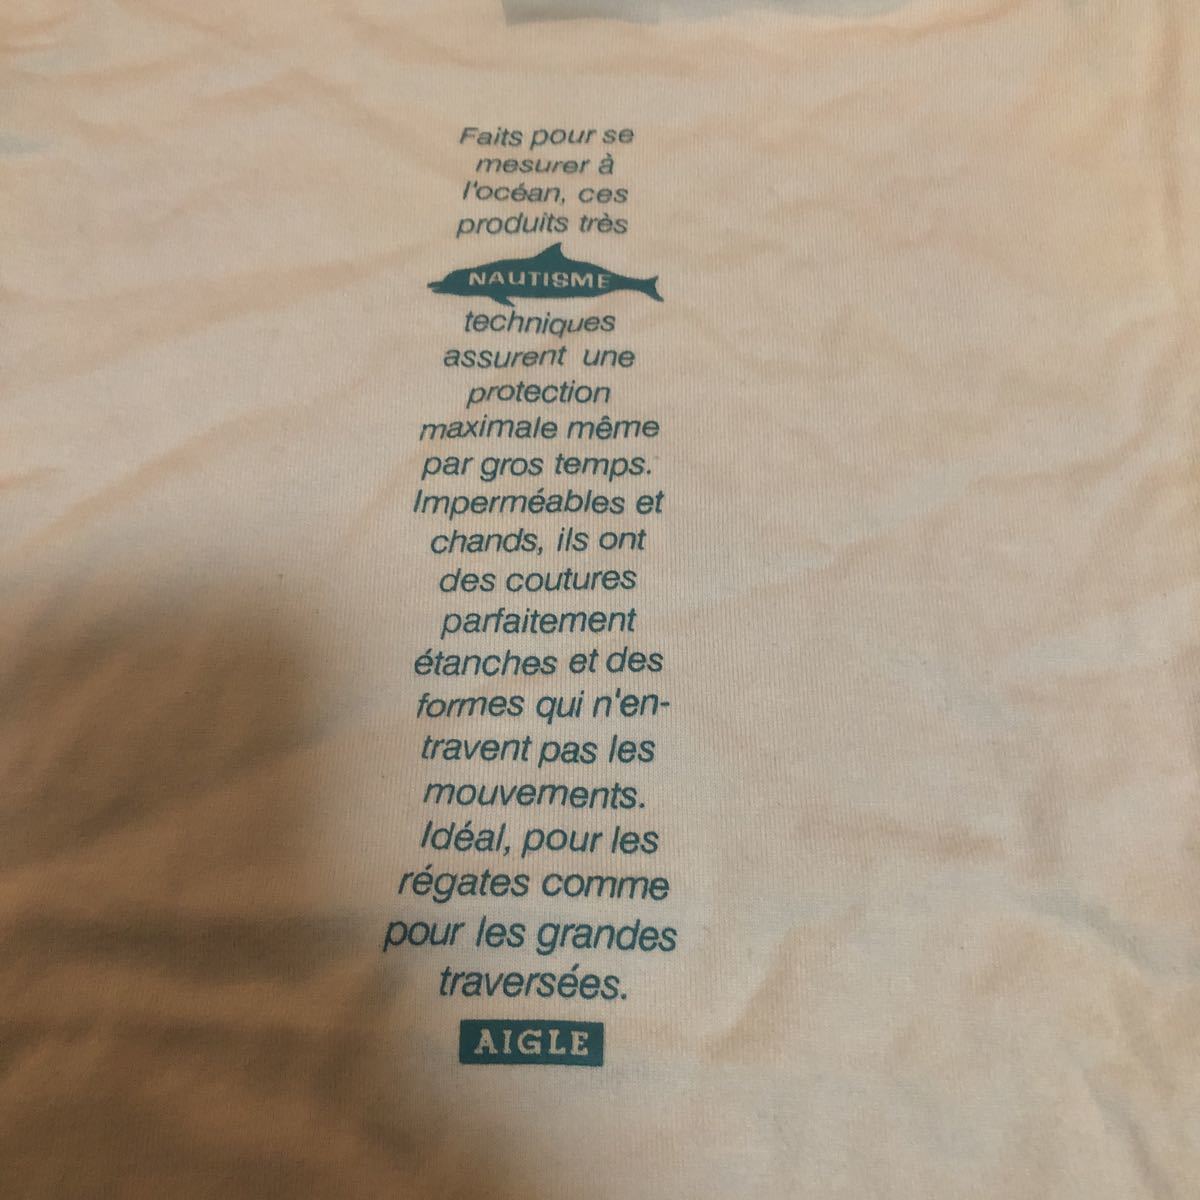 Faits pour se
mesurer à
l'océan, ces
produits très
NAUTISME
techniques
assurent une
protection
maximale même
par gros temps.
Imperméables et
chands, ils ont
des coutures
parfaitement
étanches et des
formes qui n'en-
travent pas les
mouvements.
Idéal, pour les
régates comme
pour les grandes
traversées.
AIGLE